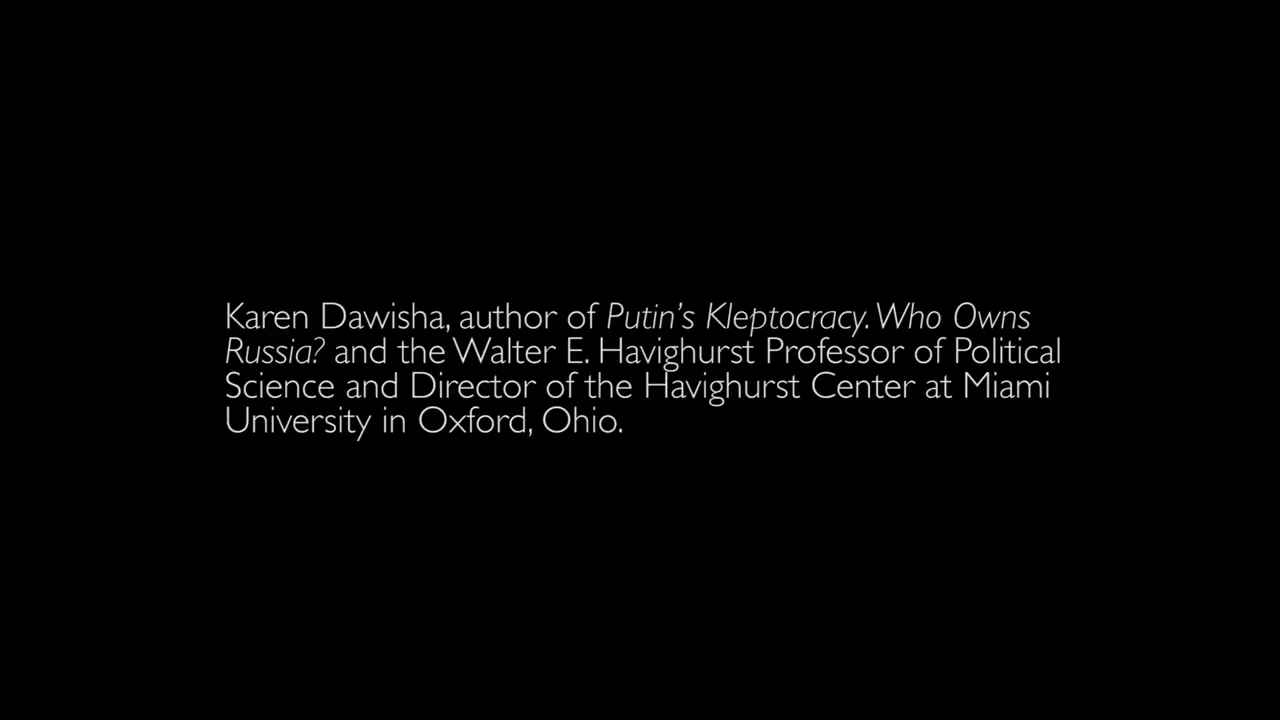 Karen Dawisha, author of Putin's Kleptocracy. Who Owns
Russia? and the Walter E. Havighurst Professor of Political
Science and Director of the Havighurst Center at Miami
University in Oxford, Ohio.